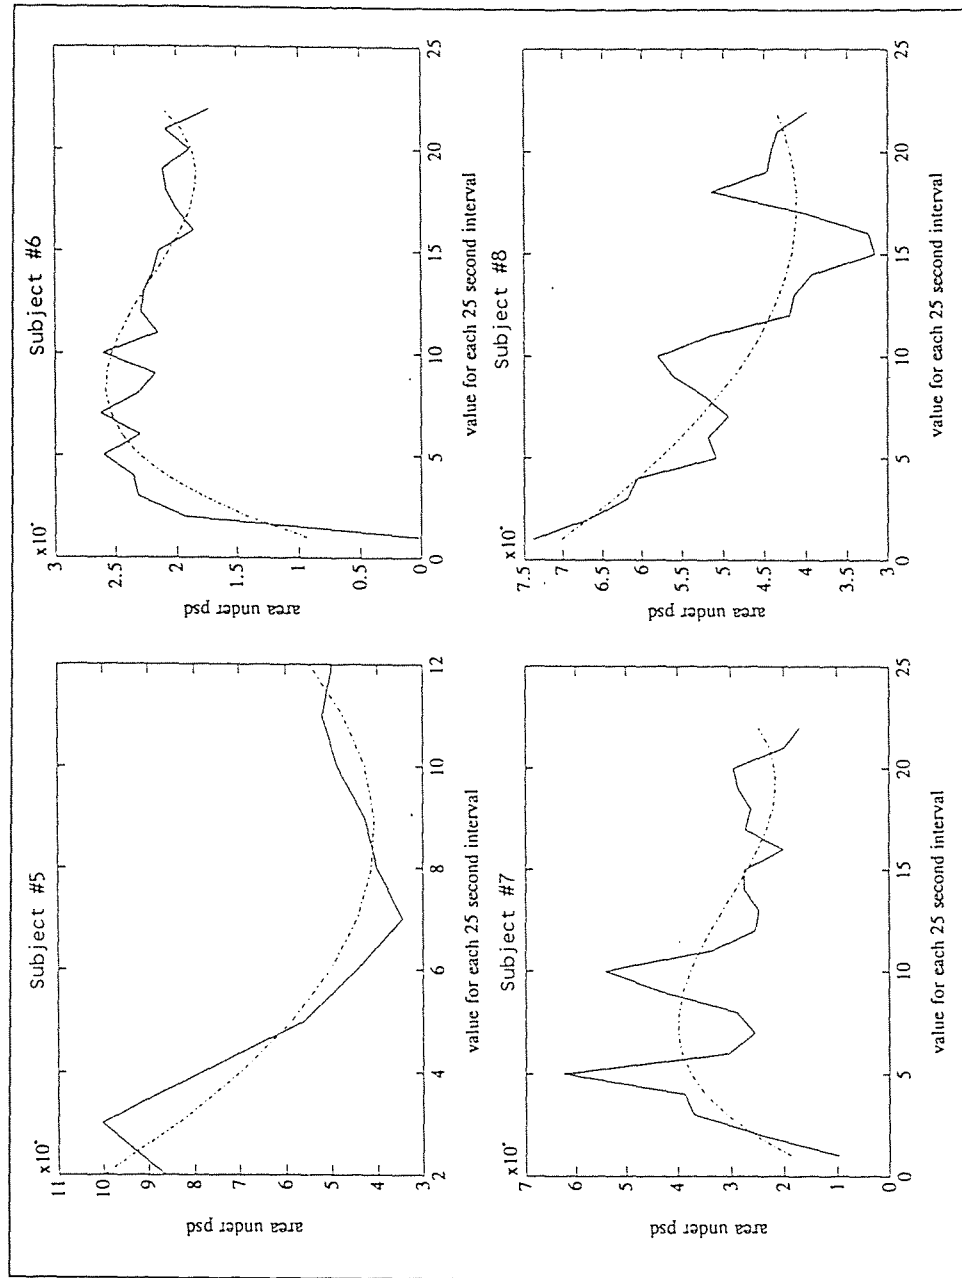 Subject #5
x10
11
10
9
8
7
6
5
4
3
area under psd
2 4 6 8 10 12
value for each 25 second interval
Subject #6
x10
3
2.5
2
1.5
1
0.5
0
area under psd
0 5 10 15 20 25
value for each 25 second interval
Subject #7
x10
7
6
5
4
3
2
1
0
area under psd
0 5 10 15 20 25
value for each 25 second interval
Subject #8
x10
7.5
7
6.5
6
5.5
5
4.5
4
3.5
3
area under psd
0 5 10 15 20 25
value for each 25 second interval